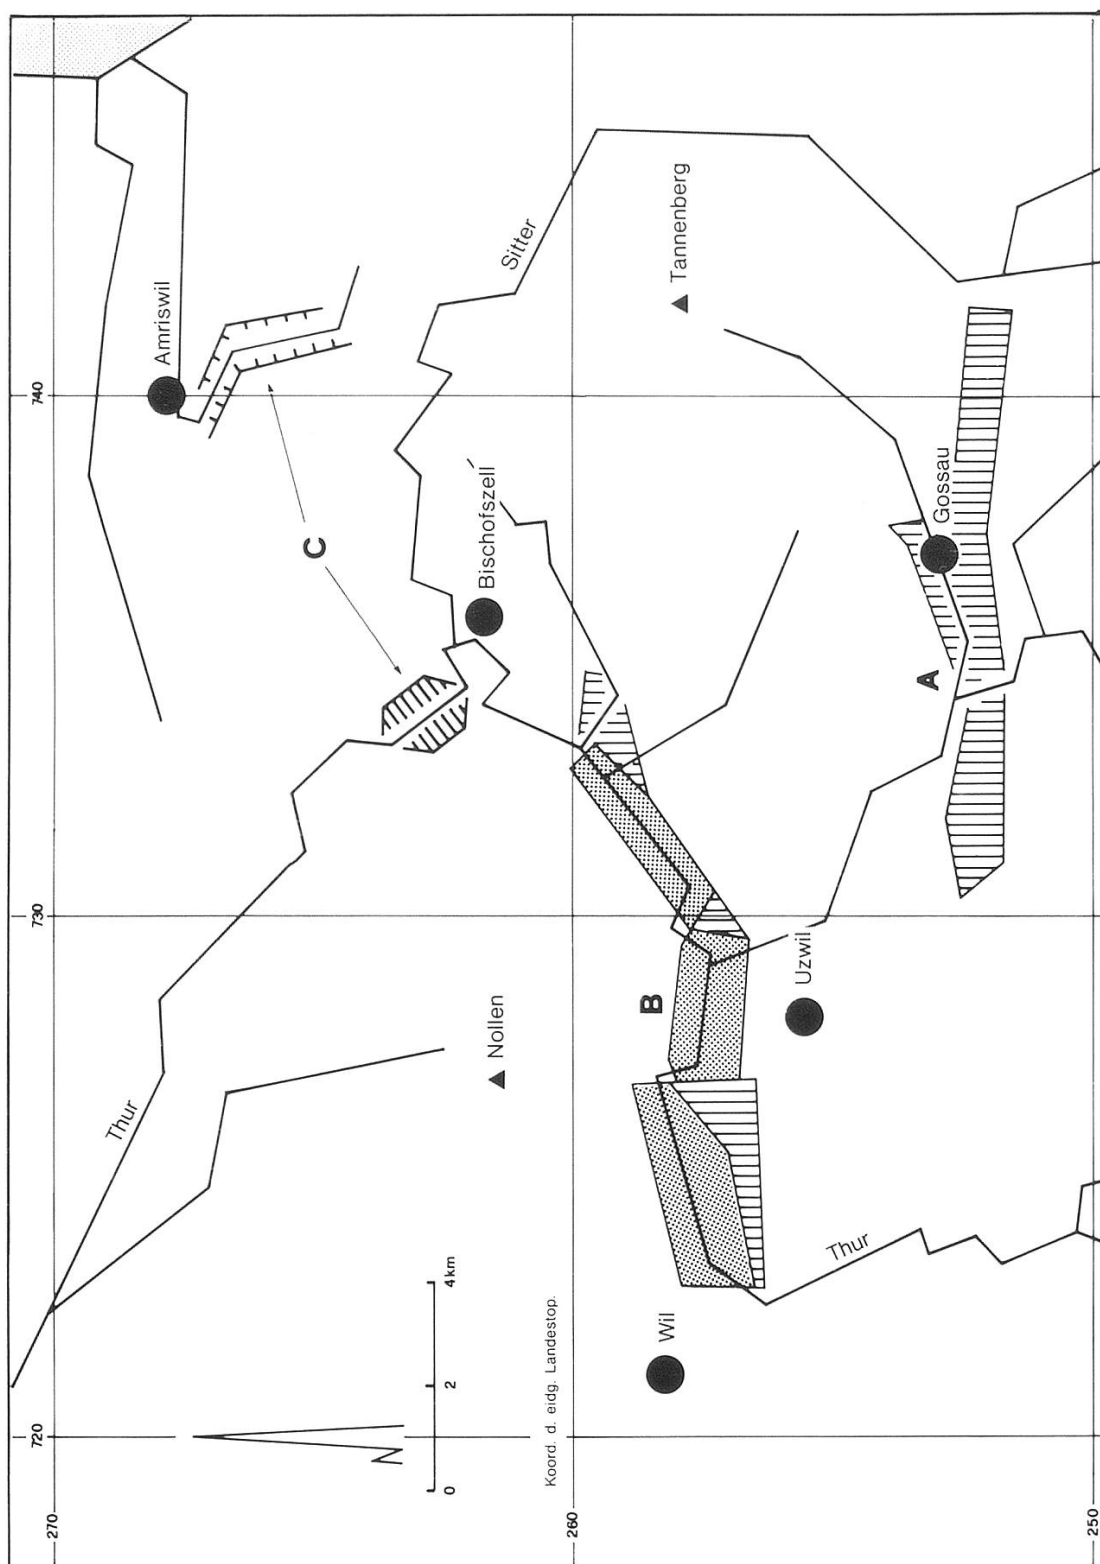 720
730
740
270
260
250
Amriswil
C
Sitter
Bischofszell
Tannenberg
Thur
Nollen
B
A
Gossau
Uzwil
Wil
Thur
N
0
2
4 km
Koord. d. eidg. Landestop.